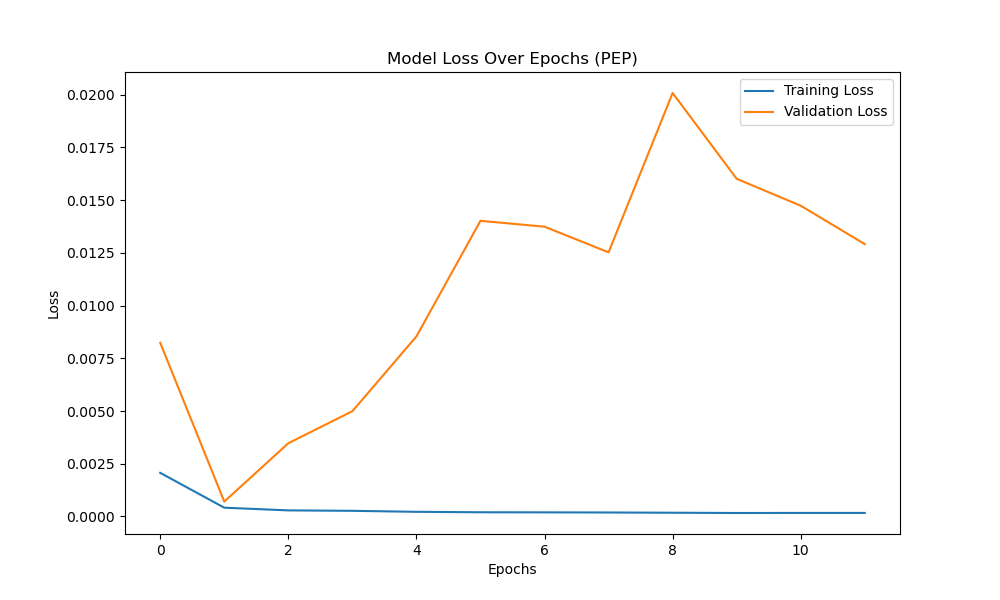 Model Loss Over Epochs (PEP)
Training Loss
Validation Loss
0.0200
0.0175
0.0150
0.0125
0.0100
0.0075
0.0050
0.0025
0.0000
Loss
0 2 4 6 8 10
Epochs